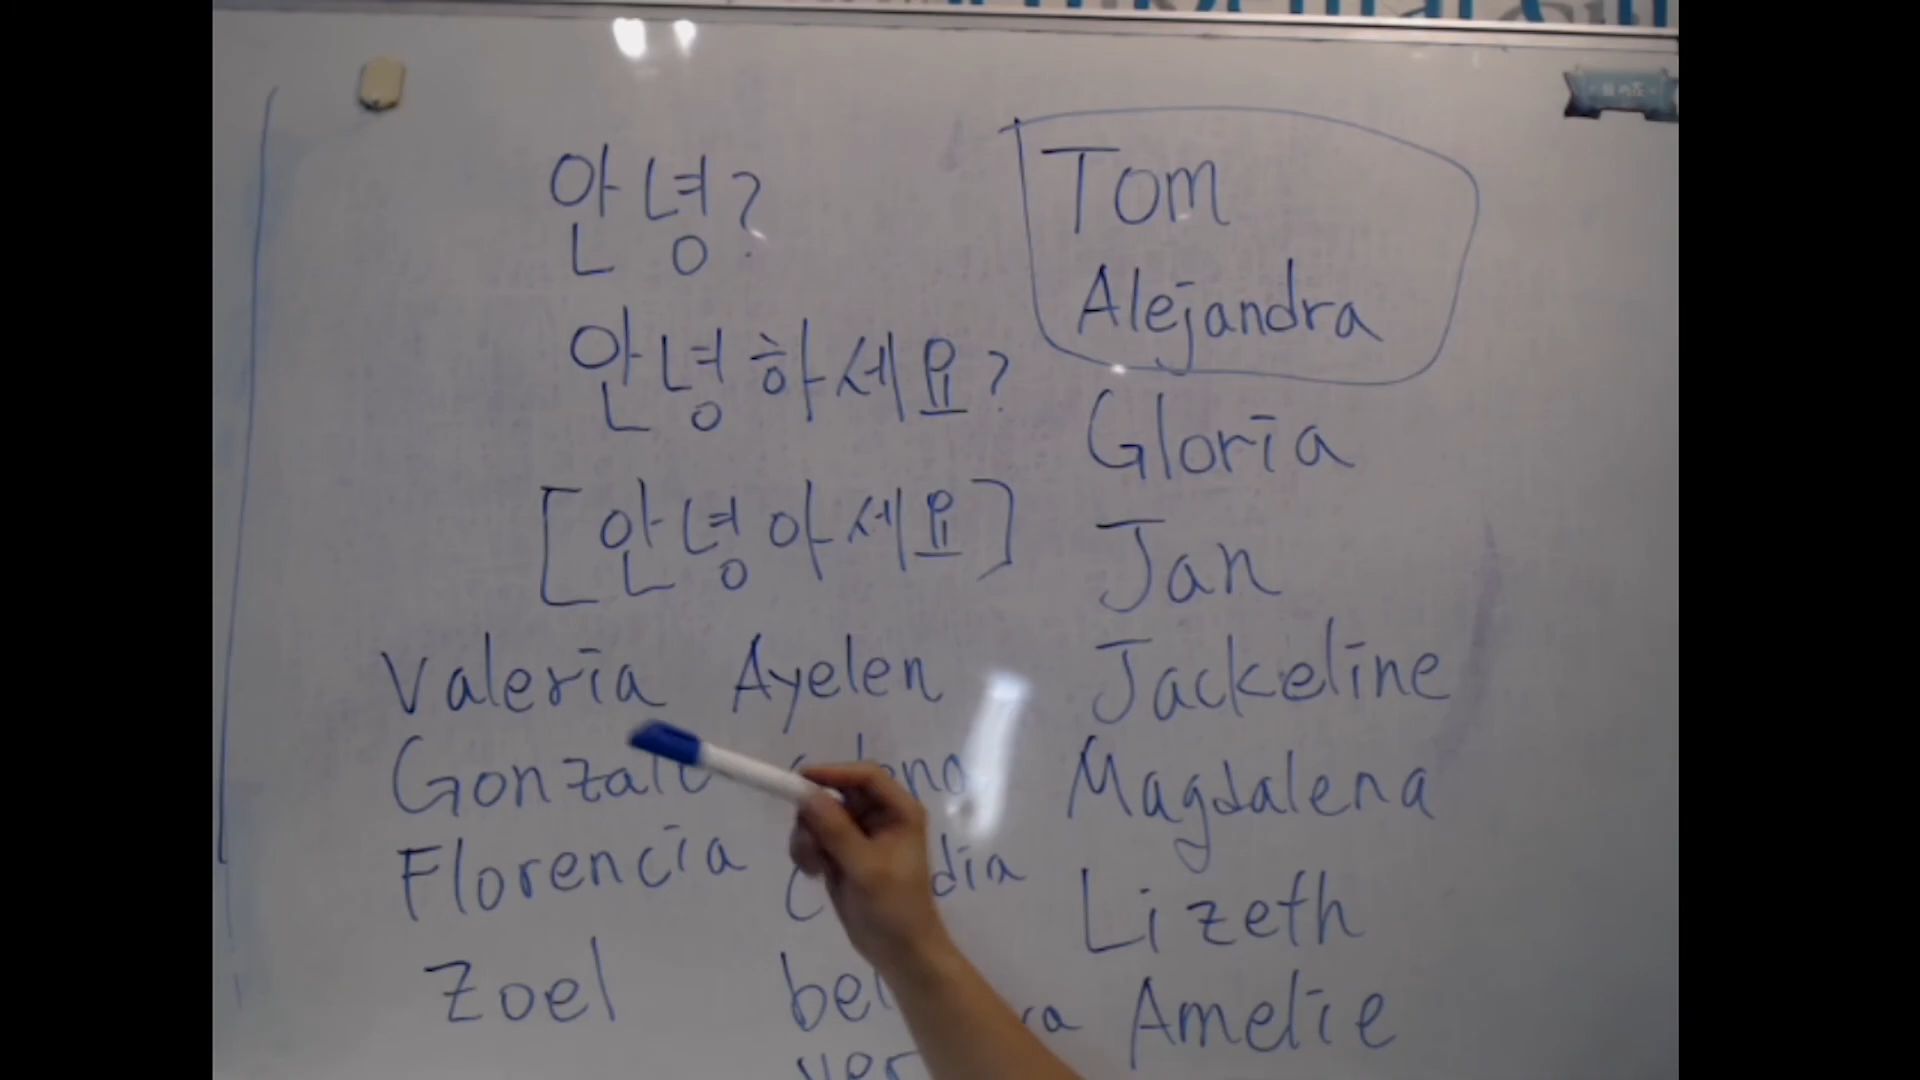 안녕?
안녕하세요?
[안녕아세요]
Tom
Alejandra
Gloria
Jan
Jackeline
Magdalena
Lizeth
Amelie
Valeria Ayelen
Gonzalo
Florencia
Zoel